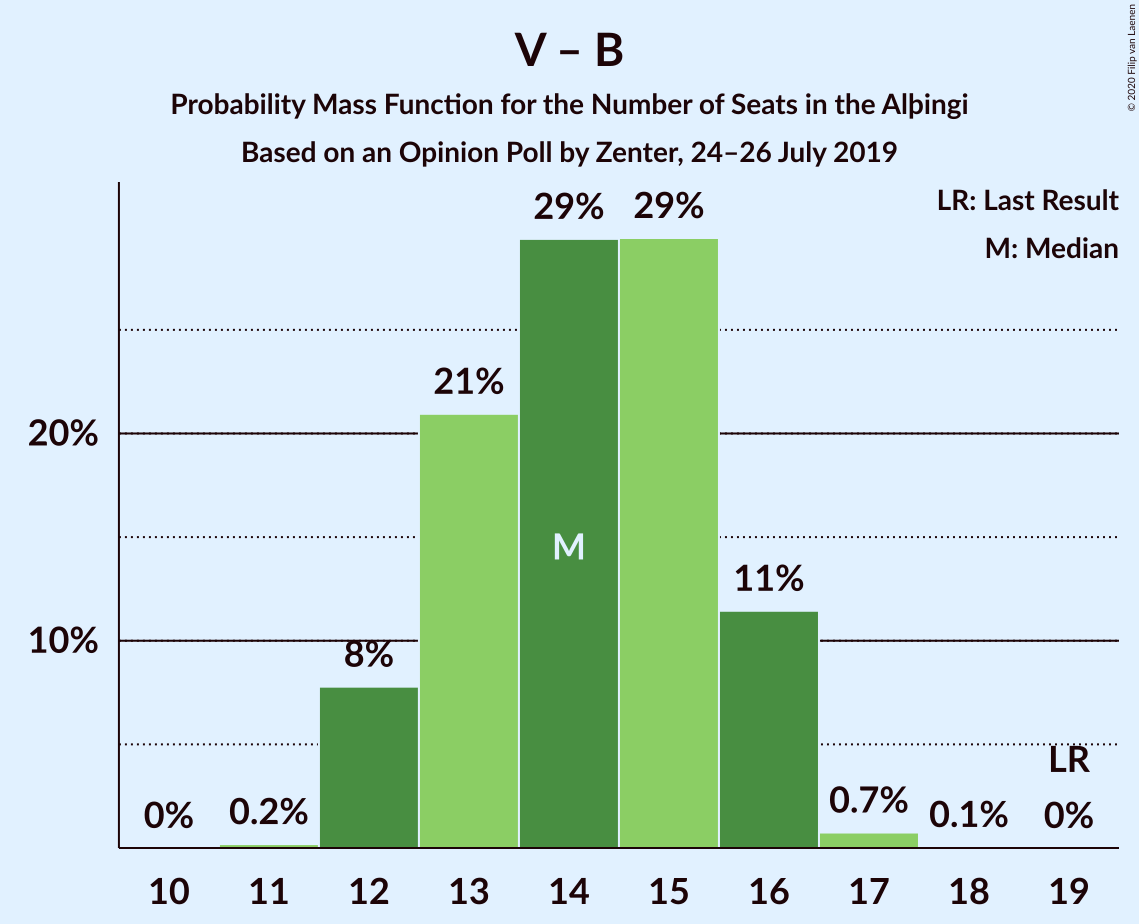 V – B
Probability Mass Function for the Number of Seats in the Alþingi
Based on an Opinion Poll by Zenter, 24–26 July 2019
© 2020 Filip van Laenen
LR: Last Result
M: Median
29%
29%
21%
20%
M
11%
10%
8%
LR
0%
0.2%
0.7%
0.1%
0%
10 11 12 13 14 15 16 17 18 19